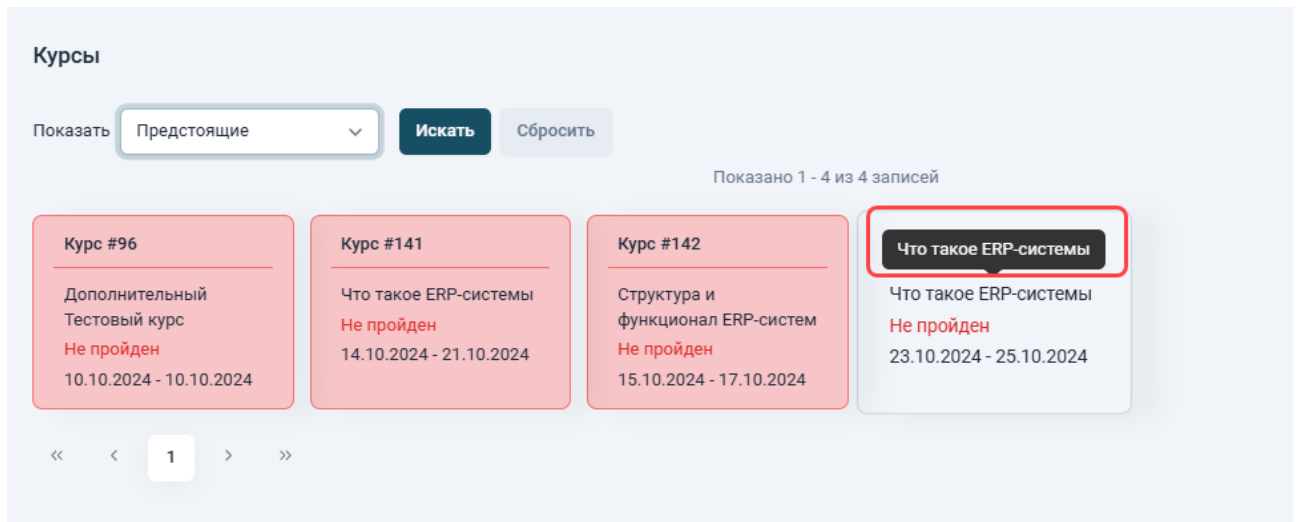 Курсы
Показать Предстоящие Искать Сбросить
Показано 1 - 4 из 4 записей
Курс #96
Дополнительный
Тестовый курс
Не пройден
10.10.2024 - 10.10.2024
Курс #141
Что такое ERP-системы
Не пройден
14.10.2024 - 21.10.2024
Курс #142
Структура и
функционал ERP-систем
Не пройден
15.10.2024 - 17.10.2024
Что такое ERP-системы
Что такое ERP-системы
Не пройден
23.10.2024 - 25.10.2024
« ‹ 1 › »